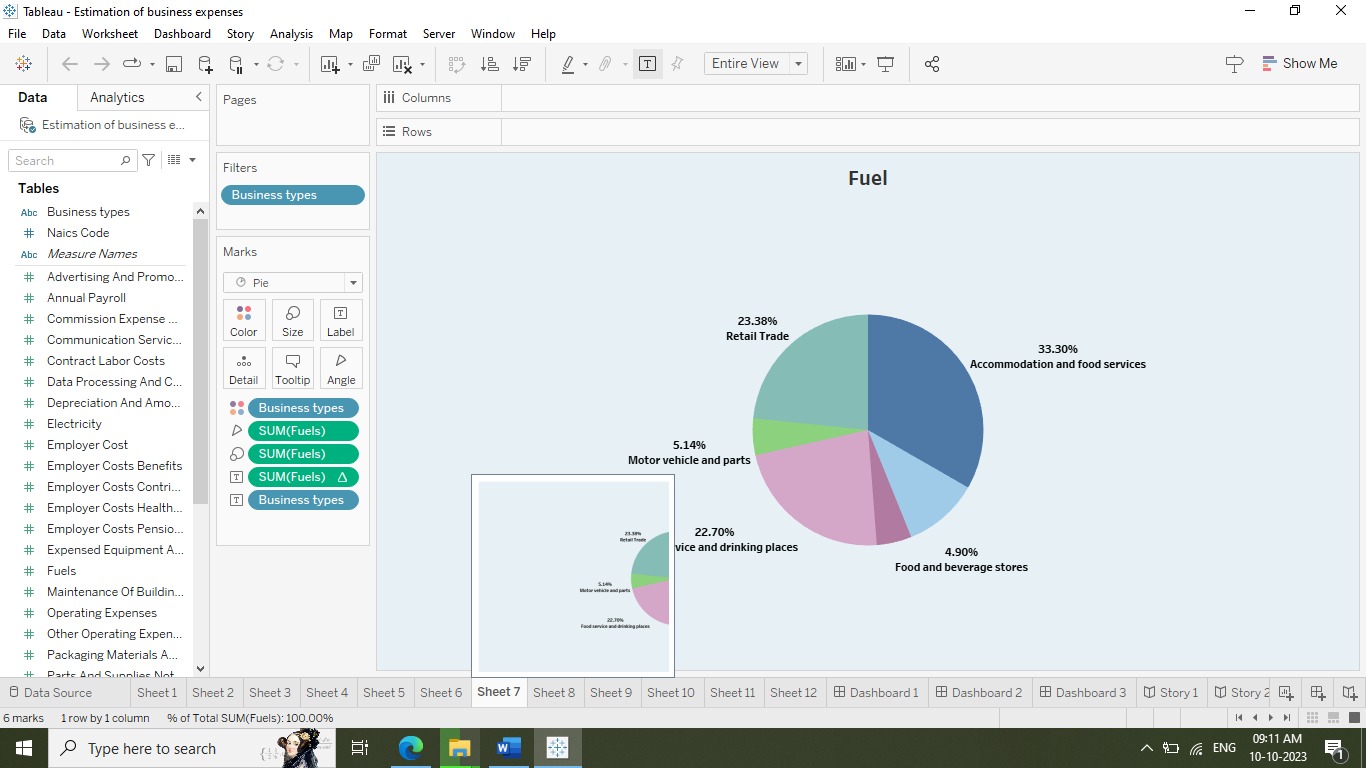 Tableau - Estimation of business expenses
File Data Worksheet Dashboard Story Analysis Map Format Server Window Help
Entire View
Show Me
Data Analytics
Estimation of business e...
Search
Tables
Abc Business types
# Naics Code
Abc Measure Names
# Advertising And Promo...
# Annual Payroll
# Commission Expense ...
# Communication Servic...
# Contract Labor Costs
# Data Processing And C...
# Depreciation And Amo...
# Electricity
# Employer Cost
# Employer Costs Benefits
# Employer Costs Contri...
# Employer Costs Health...
# Employer Costs Pensio...
# Expensed Equipment A...
# Fuels
# Maintenance Of Buildin...
# Operating Expenses
# Other Operating Expen...
# Packaging Materials A...
# Parts And Supplies Not
Pages
Filters
Business types
Marks
Pie
Color Size Label
Detail Tooltip Angle
Business types
SUM(Fuels)
SUM(Fuels)
SUM(Fuels) Δ
Business types
Columns
Rows
Fuel
23.38%
Retail Trade
33.30%
Accommodation and food services
5.14%
Motor vehicle and parts
22.70%
vice and drinking places
4.90%
Food and beverage stores
23.38%
Retail Trade
5.14%
Motor vehicle and parts
22.70%
Food service and drinking places
Data Source Sheet 1 Sheet 2 Sheet 3 Sheet 4 Sheet 5 Sheet 6 Sheet 7 Sheet 8 Sheet 9 Sheet 10 Sheet 11 Sheet 12 Dashboard 1 Dashboard 2 Dashboard 3 Story 1 Story 2
6 marks 1 row by 1 column % of Total SUM(Fuels): 100.00%
Type here to search
ENG
09:11 AM
10-10-2023
1